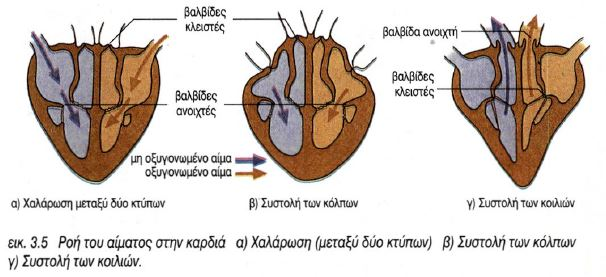 βαλβίδες
κλειστές
βαλβίδα ανοιχτή
βαλβίδες
κλειστές
βαλβίδες
ανοιχτές
μη οξυγονωμένο αίμα
οξυγονωμένο αίμα
α) Χαλάρωση μεταξύ δύο κτύπων
β) Συστολή των κόλπων
γ) Συστολή των κοιλιών
εικ. 3.5 Ροή του αίματος στην καρδιά α) Χαλάρωση (μεταξύ δύο κτύπων) β) Συστολή των κόλπων
γ) Συστολή των κοιλιών.